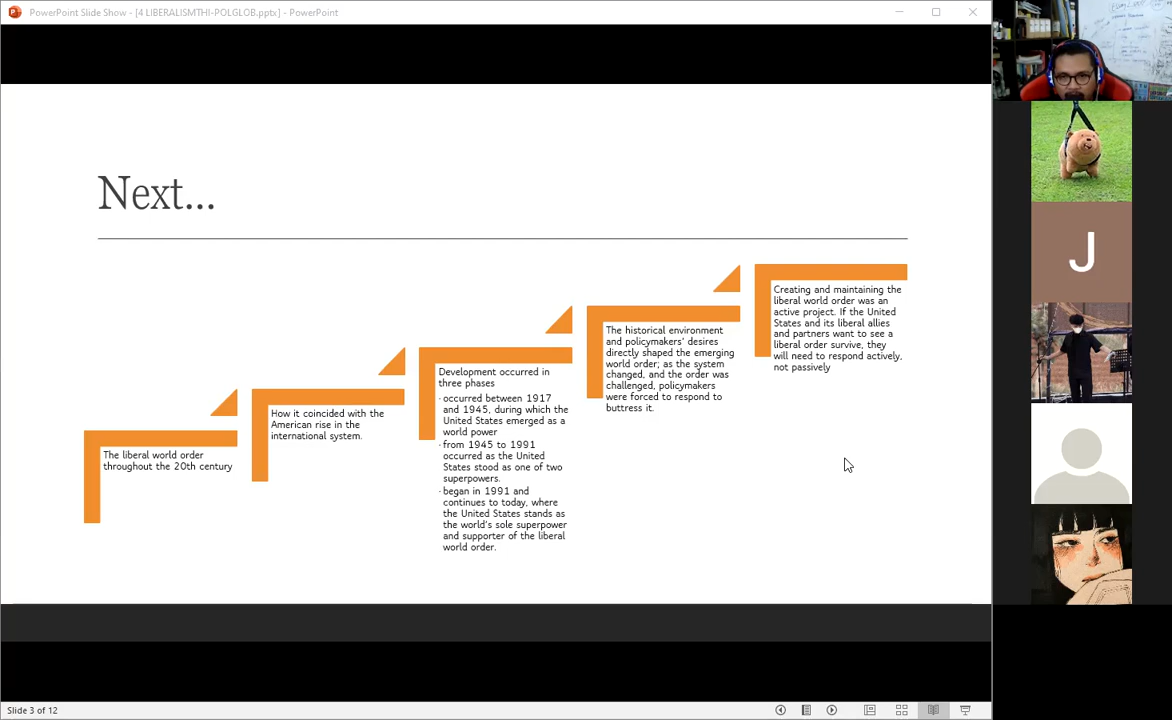 PowerPoint Slide Show - [4 LIBERALISMTHI-POLGLOB.pptx] - PowerPoint
Next...
The liberal world order
throughout the 20th century
How it coincided with the
American rise in the
international system.
Development occurred in
three phases
· occurred between 1917
and 1945, during which the
United States emerged as a
world power
· from 1945 to 1991
occurred as the United
States stood as one of two
superpowers.
· began in 1991 and
continues to today, where
the United States stands as
the world's sole superpower
and supporter of the liberal
world order.
The historical environment
and policymakers' desires
directly shaped the emerging
world order; as the system
changed, and the order was
challenged, policymakers
were forced to respond to
buttress it.
Creating and maintaining the
liberal world order was an
active project. If the United
States and its liberal allies
and partners want to see a
liberal order survive, they
will need to respond actively,
not passively
J
Slide 3 of 12